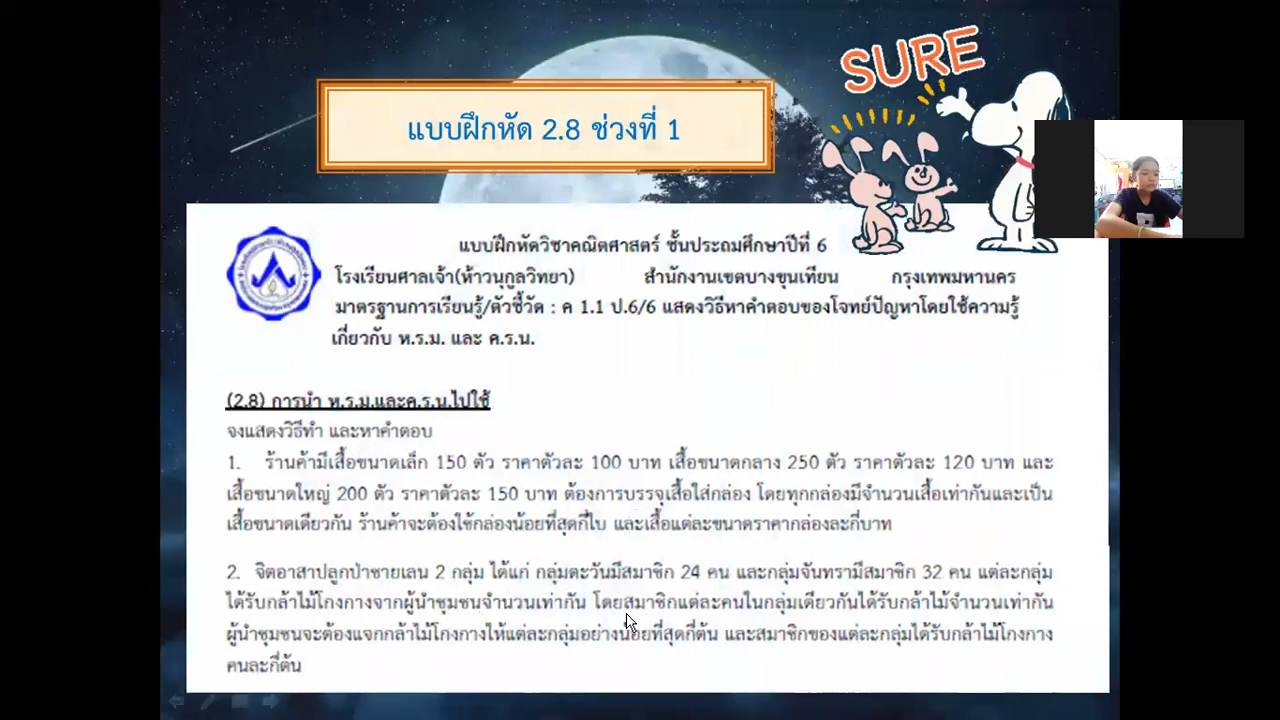 SURE
แบบฝึกหัด 2.8 ช่วงที่ 1
แบบฝึกหัดวิชาคณิตศาสตร์ ชั้นประถมศึกษาปีที่ 6
โรงเรียนศาลเจ้า(ห้าวนุกูลวิทยา) สำนักงานเขตบางขุนเทียน กรุงเทพมหานคร
มาตรฐานการเรียนรู้/ตัวชี้วัด : ค 1.1 ป.6/6 แสดงวิธีหาคำตอบของโจทย์ปัญหาโดยใช้ความรู้
เกี่ยวกับ ห.ร.ม. และ ค.ร.น.
(2.8) การนำ ห.ร.ม.และค.ร.น.ไปใช้
จงแสดงวิธีทำ และหาคำตอบ
1. ร้านค้ามีเสื้อขนาดเล็ก 150 ตัว ราคาตัวละ 100 บาท เสื้อขนาดกลาง 250 ตัว ราคาตัวละ 120 บาท และ
เสื้อขนาดใหญ่ 200 ตัว ราคาตัวละ 150 บาท ต้องการบรรจุเสื้อใส่กล่อง โดยทุกกล่องมีจำนวนเสื้อเท่ากันและเป็น
เสื้อขนาดเดียวกัน ร้านค้าจะต้องใช้กล่องน้อยที่สุดกี่ใบ และเสื้อแต่ละขนาดราคากล่องละกี่บาท
2. จิตอาสาปลูกป่าชายเลน 2 กลุ่ม ได้แก่ กลุ่มตะวันมีสมาชิก 24 คน และกลุ่มจันทรามีสมาชิก 32 คน แต่ละกลุ่ม
ได้รับกล้าไม้โกงกางจากผู้นำชุมชนจำนวนเท่ากัน โดยสมาชิกแต่ละคนในกลุ่มเดียวกันได้รับกล้าไม้จำนวนเท่ากัน
ผู้นำชุมชนจะต้องแจกกล้าไม้โกงกางให้แต่ละกลุ่มอย่างน้อยที่สุดกี่ต้น และสมาชิกของแต่ละกลุ่มได้รับกล้าไม้โกงกาง
คนละกี่ต้น